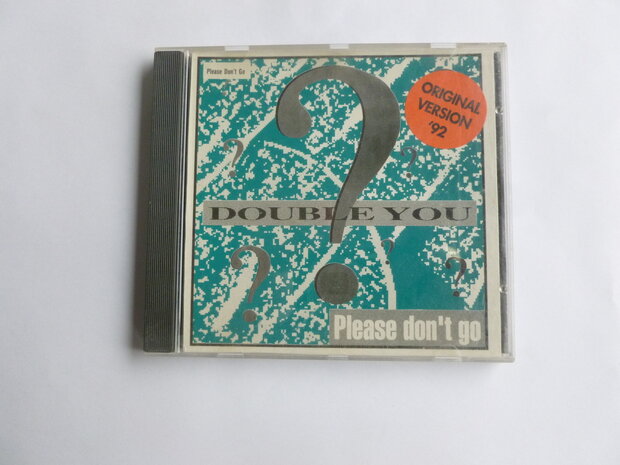 Please Don't Go
ORIGINAL
VERSION
'92
?
?
?
DOUBLE YOU
?
?
?
Please don't go